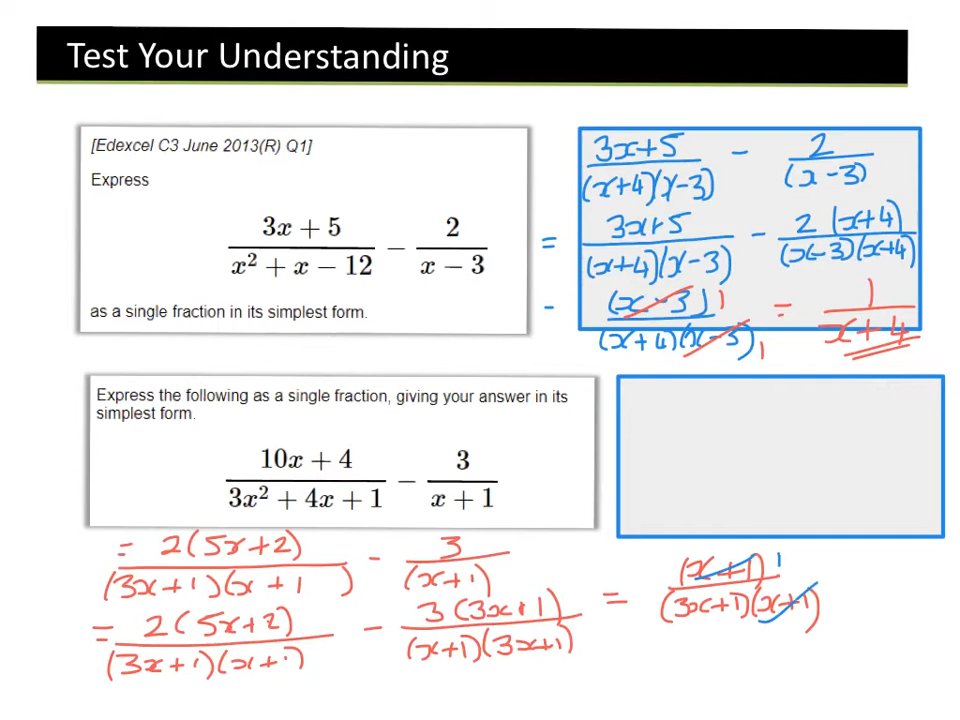 Test Your Understanding
[Edexcel C3 June 2013(R) Q1]
Express
3x + 5 / x² + x − 12 − 2 / x − 3
as a single fraction in its simplest form.
3x+5 / (x+4)(x−3) − 2 / (x−3)
= 3x+5 / (x+4)(x−3) − 2(x+4) / (x−3)(x+4)
- (x−3) 1 / (x+4)(x−3) 1 = 1 / x+4
Express the following as a single fraction, giving your answer in its
simplest form.
10x + 4 / 3x² + 4x + 1 − 3 / x + 1
= 2(5x+2) / (3x+1)(x+1) − 3 / (x+1)
= 2(5x+2) / (3x+1)(x+1) − 3(3x+1) / (x+1)(3x+1) = (x+1) 1 / (3x+1)(x+1)